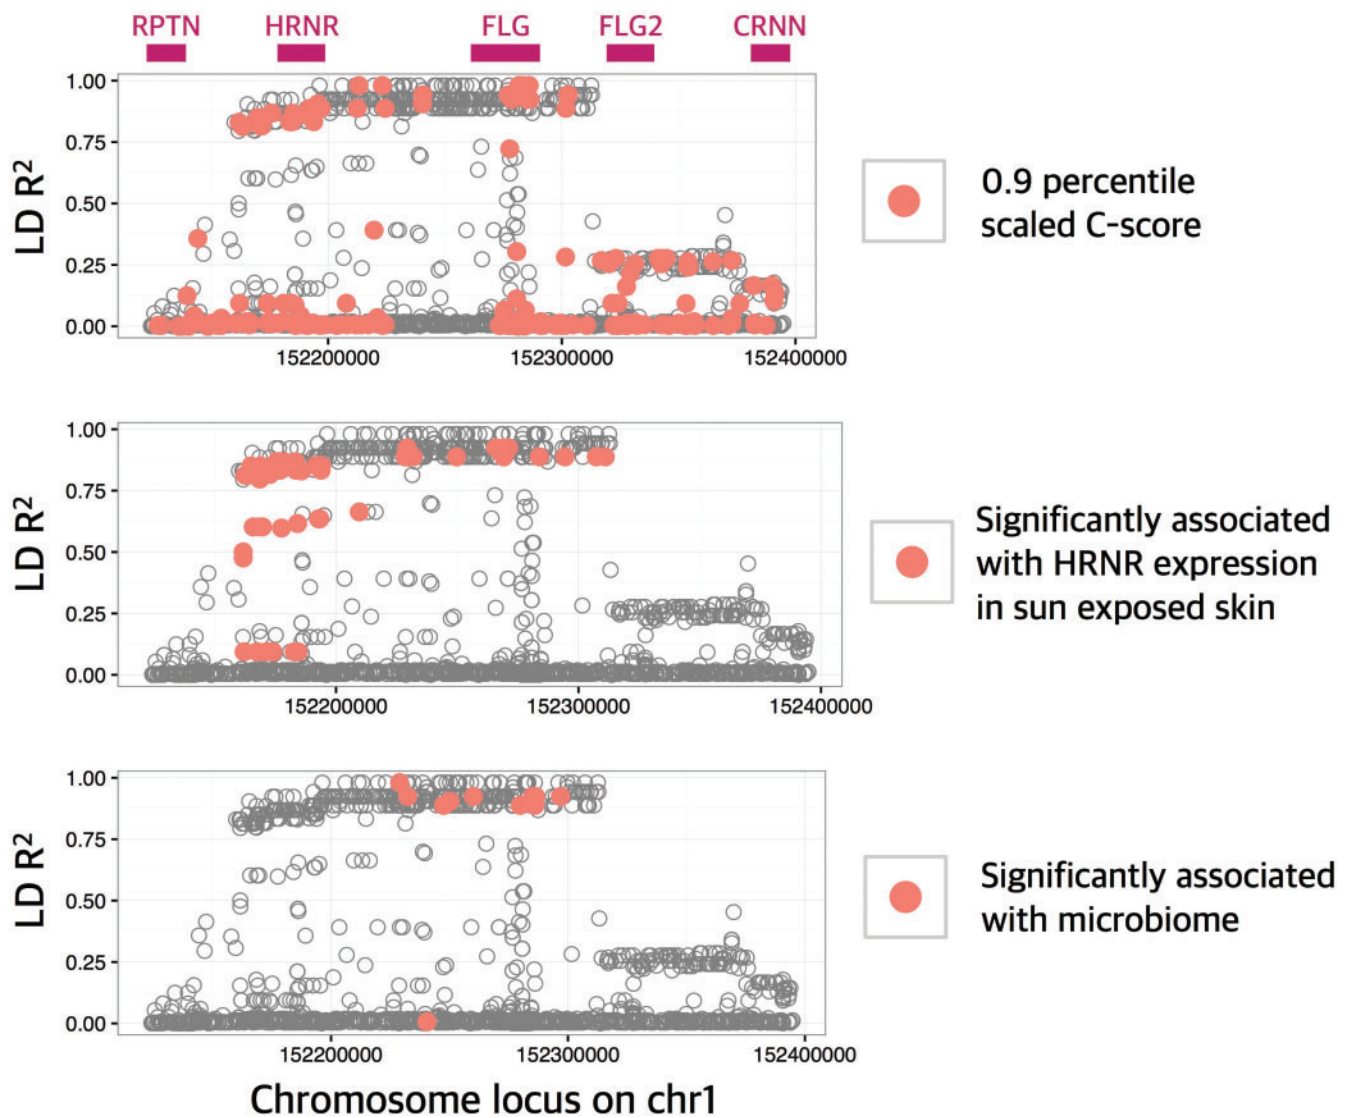 RPTN HRNR FLG FLG2 CRNN
1.00
0.75
0.50
0.25
0.00
LD R²
152200000 152300000 152400000
0.9 percentile
scaled C-score
1.00
0.75
0.50
0.25
0.00
LD R²
152200000 152300000 152400000
Significantly associated
with HRNR expression
in sun exposed skin
1.00
0.75
0.50
0.25
0.00
LD R²
152200000 152300000 152400000
Significantly associated
with microbiome
Chromosome locus on chr1